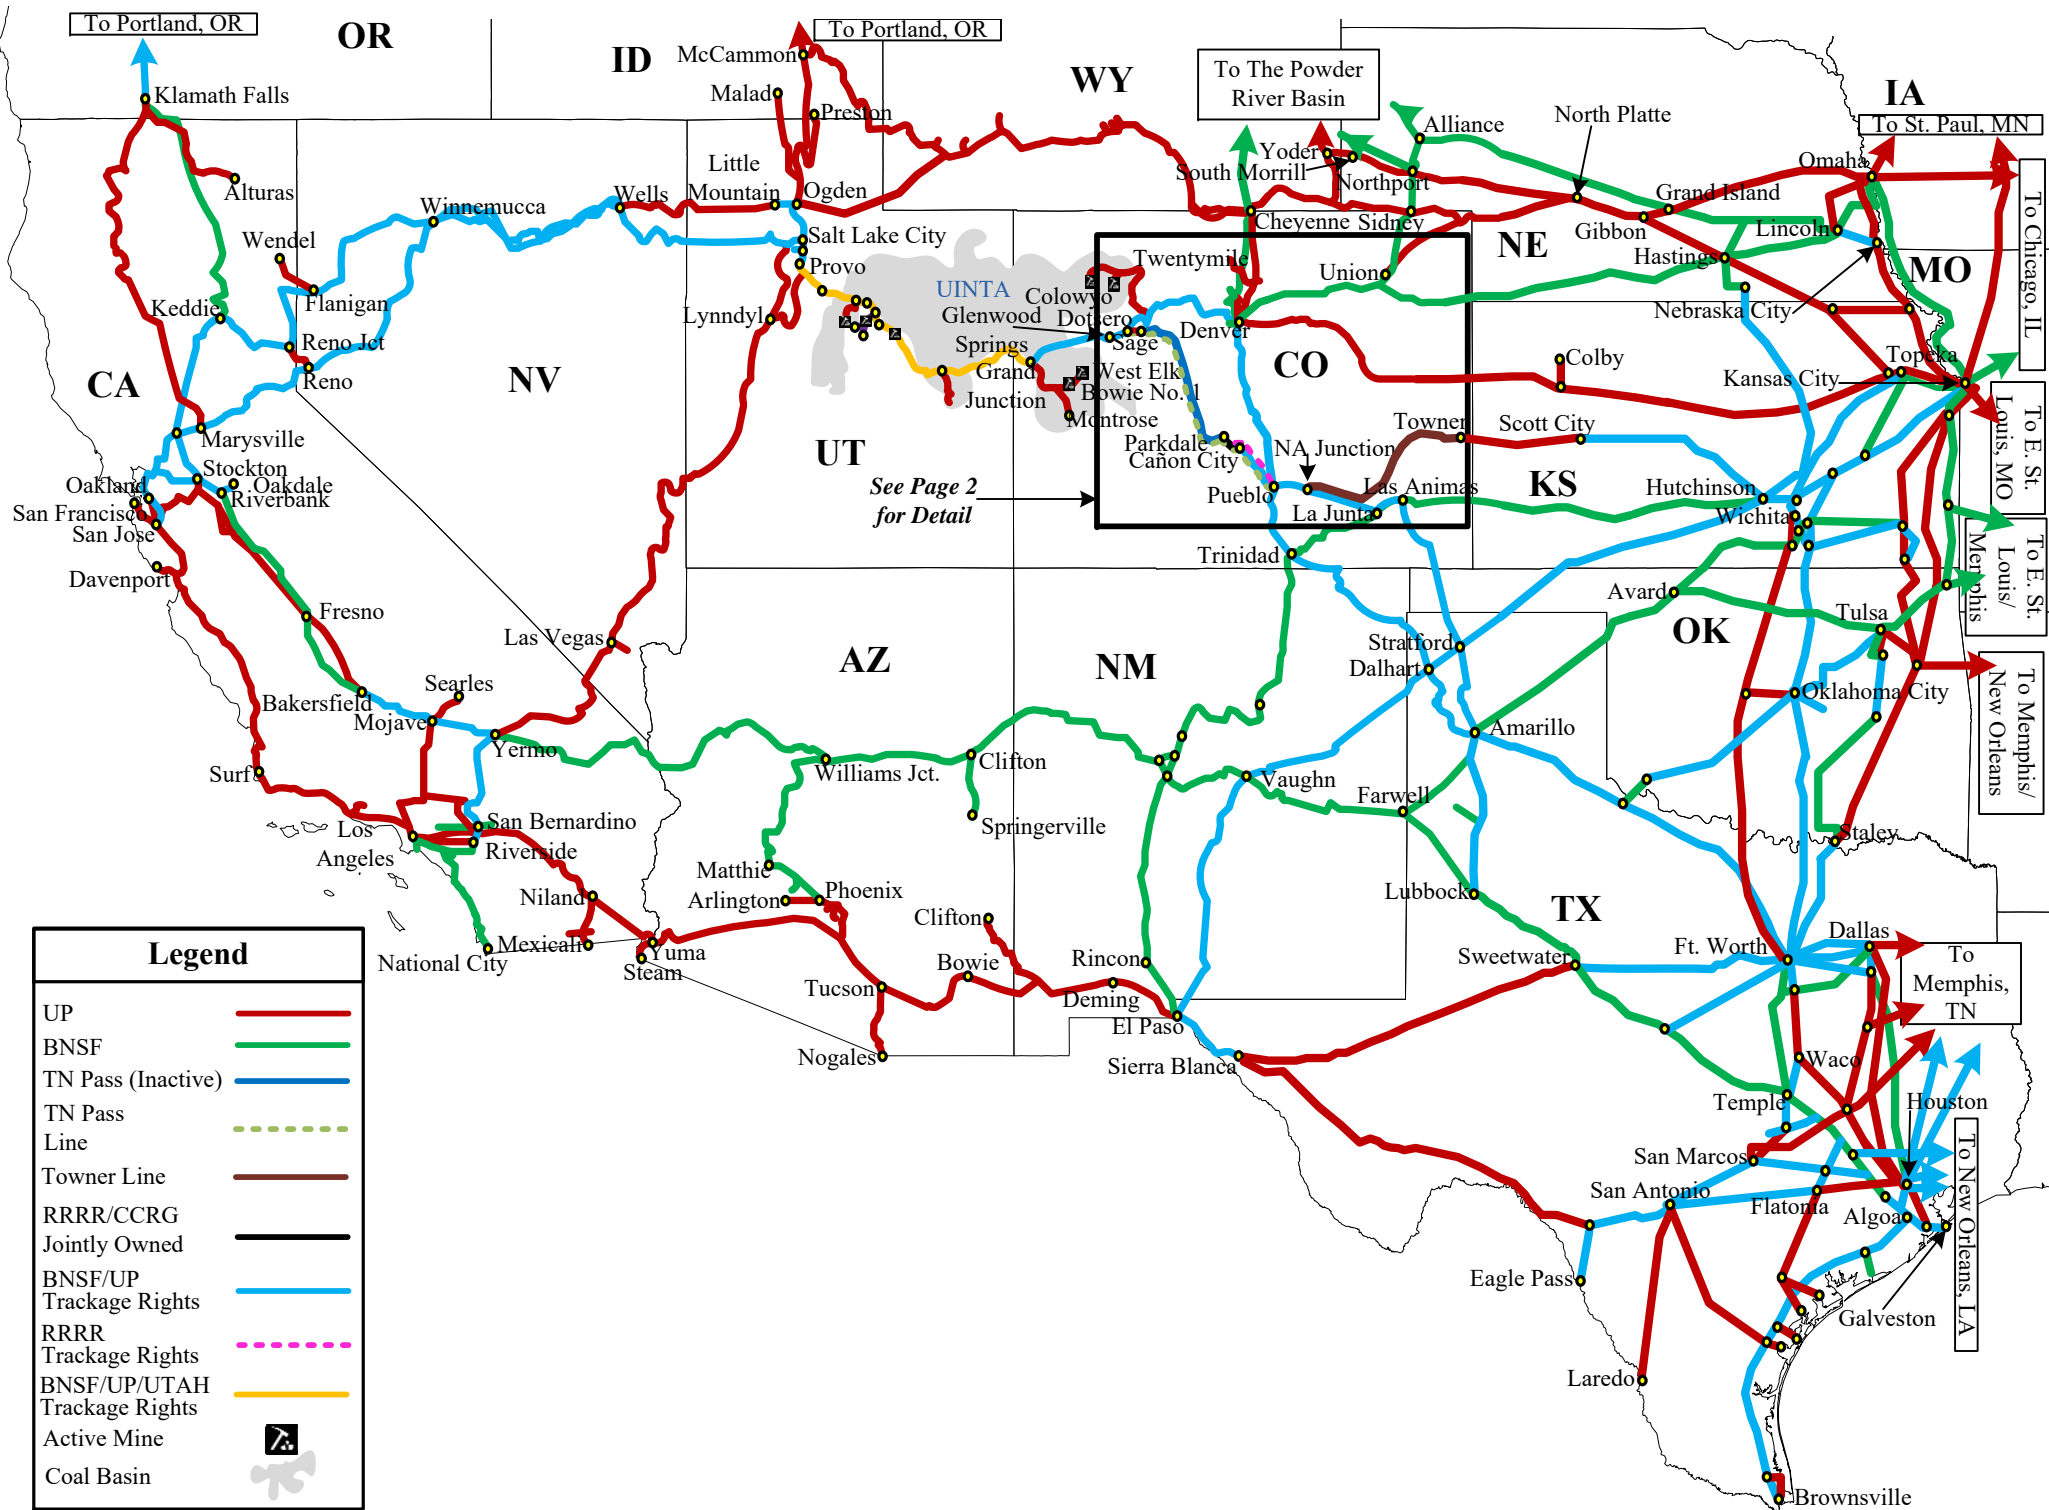 To Portland, OR
OR
ID
To Portland, OR
McCammon
Malad
Preston
WY
To The Powder
River Basin
Alliance
North Platte
IA
To St. Paul, MN
Klamath Falls
Alturas
Little
Mountain
Ogden
Wells
Winnemucca
Yoder
South Morrill
Northport
Omaha
Grand Island
Gibbon
Lincoln
Cheyenne
Sidney
NE
Hastings
To Chicago, IL
Wendel
Flanigan
Keddie
Salt Lake City
Provo
Lynndyl
UINTA
Twentymile
Colowyo
Glenwood
Springs
Dotsero
Sage
Denver
Union
MO
Nebraska City
Reno Jct
Reno
CA
NV
Grand
Junction
West Elk
Bowie No. 1
Montrose
CO
Colby
Topeka
Kansas City
To E. St.
Louis, MO
Marysville
Stockton
Oakland
Oakdale
Riverbank
San Francisco
San Jose
Davenport
UT
See Page 2
for Detail
Parkdale
Cañon City
Pueblo
NA Junction
Towner
Scott City
Las Animas
La Junta
KS
Hutchinson
Wichita
To E. St.
Louis/
Memphis
Trinidad
Avard
Tulsa
OK
Fresno
Las Vegas
AZ
NM
Stratford
Dalhart
Oklahoma City
To Memphis/
New Orleans
Searles
Bakersfield
Mojave
Yermo
Surf
Williams Jct.
Clifton
Springerville
Vaughn
Farwell
Amarillo
Staley
Los
Angeles
San Bernardino
Riverside
Matthie
Arlington
Phoenix
Niland
Clifton
Lubbock
TX
Mexicali
National City
Yuma
Steam
Tucson
Bowie
Rincon
Deming
El Paso
Sweetwater
Ft. Worth
Dallas
To
Memphis,
TN
Nogales
Sierra Blanca
Waco
Temple
Houston
San Marcos
San Antonio
Flatonia
Algoa
To New Orleans, LA
Eagle Pass
Galveston
Laredo
Brownsville
Legend
UP
BNSF
TN Pass (Inactive)
TN Pass
Line
Towner Line
RRRR/CCRG
Jointly Owned
BNSF/UP
Trackage Rights
RRRR
Trackage Rights
BNSF/UP/UTAH
Trackage Rights
Active Mine
Coal Basin